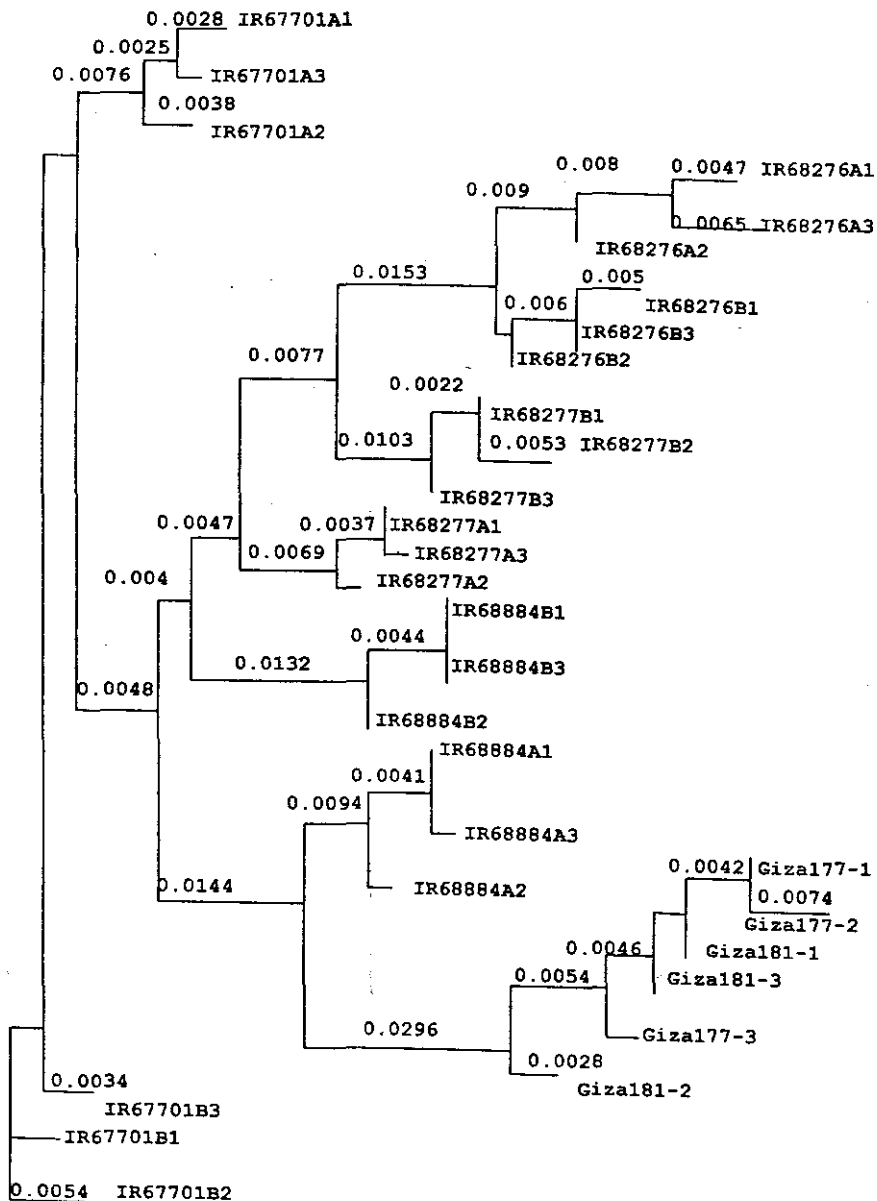 0.0028 IR67701A1
0.0025
0.0076 IR67701A3
0.0038
IR67701A2
0.008 0.0047 IR68276A1
0.009
0.0065 IR68276A3
IR68276A2
0.0153 0.005
0.006 IR68276B1
IR68276B3
0.0077 IR68276B2
0.0022
IR68277B1
0.0103 0.0053 IR68277B2
IR68277B3
0.0047 0.0037 IR68277A1
0.0069 IR68277A3
0.004 IR68277A2
IR68884B1
0.0044
0.0132 IR68884B3
0.0048
IR68884B2
IR68884A1
0.0041
0.0094
IR68884A3
0.0042 Giza177-1
0.0144 IR68884A2 0.0074
Giza177-2
0.0046 Giza181-1
0.0054 Giza181-3
0.0296 Giza177-3
0.0028
0.0034 Giza181-2
IR67701B3
IR67701B1
0.0054 IR67701B2